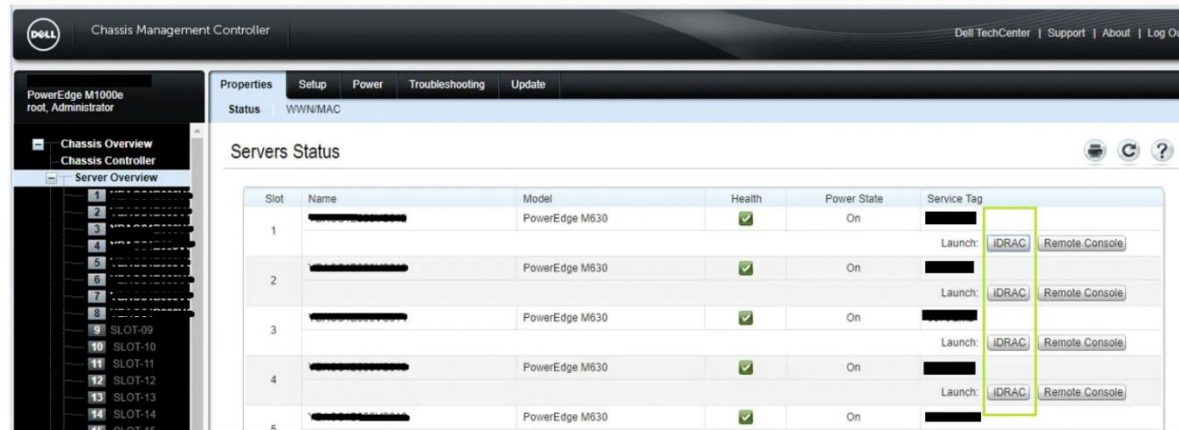 DELL
Chassis Management Controller
Dell TechCenter | Support | About | Log Ou
PowerEdge M1000e
root, Administrator
Properties Setup Power Troubleshooting Update
Status WWN/MAC
Chassis Overview
Chassis Controller
Server Overview
1
2
3
4
5
6
7
8
9 SLOT-09
10 SLOT-10
11 SLOT-11
12 SLOT-12
13 SLOT-13
14 SLOT-14
15 SLOT-15
Servers Status
?
Slot Name Model Health Power State Service Tag
1 PowerEdge M630 On
Launch: iDRAC Remote Console
2 PowerEdge M630 On
Launch: iDRAC Remote Console
3 PowerEdge M630 On
Launch: iDRAC Remote Console
4 PowerEdge M630 On
Launch: iDRAC Remote Console
5 PowerEdge M630 On